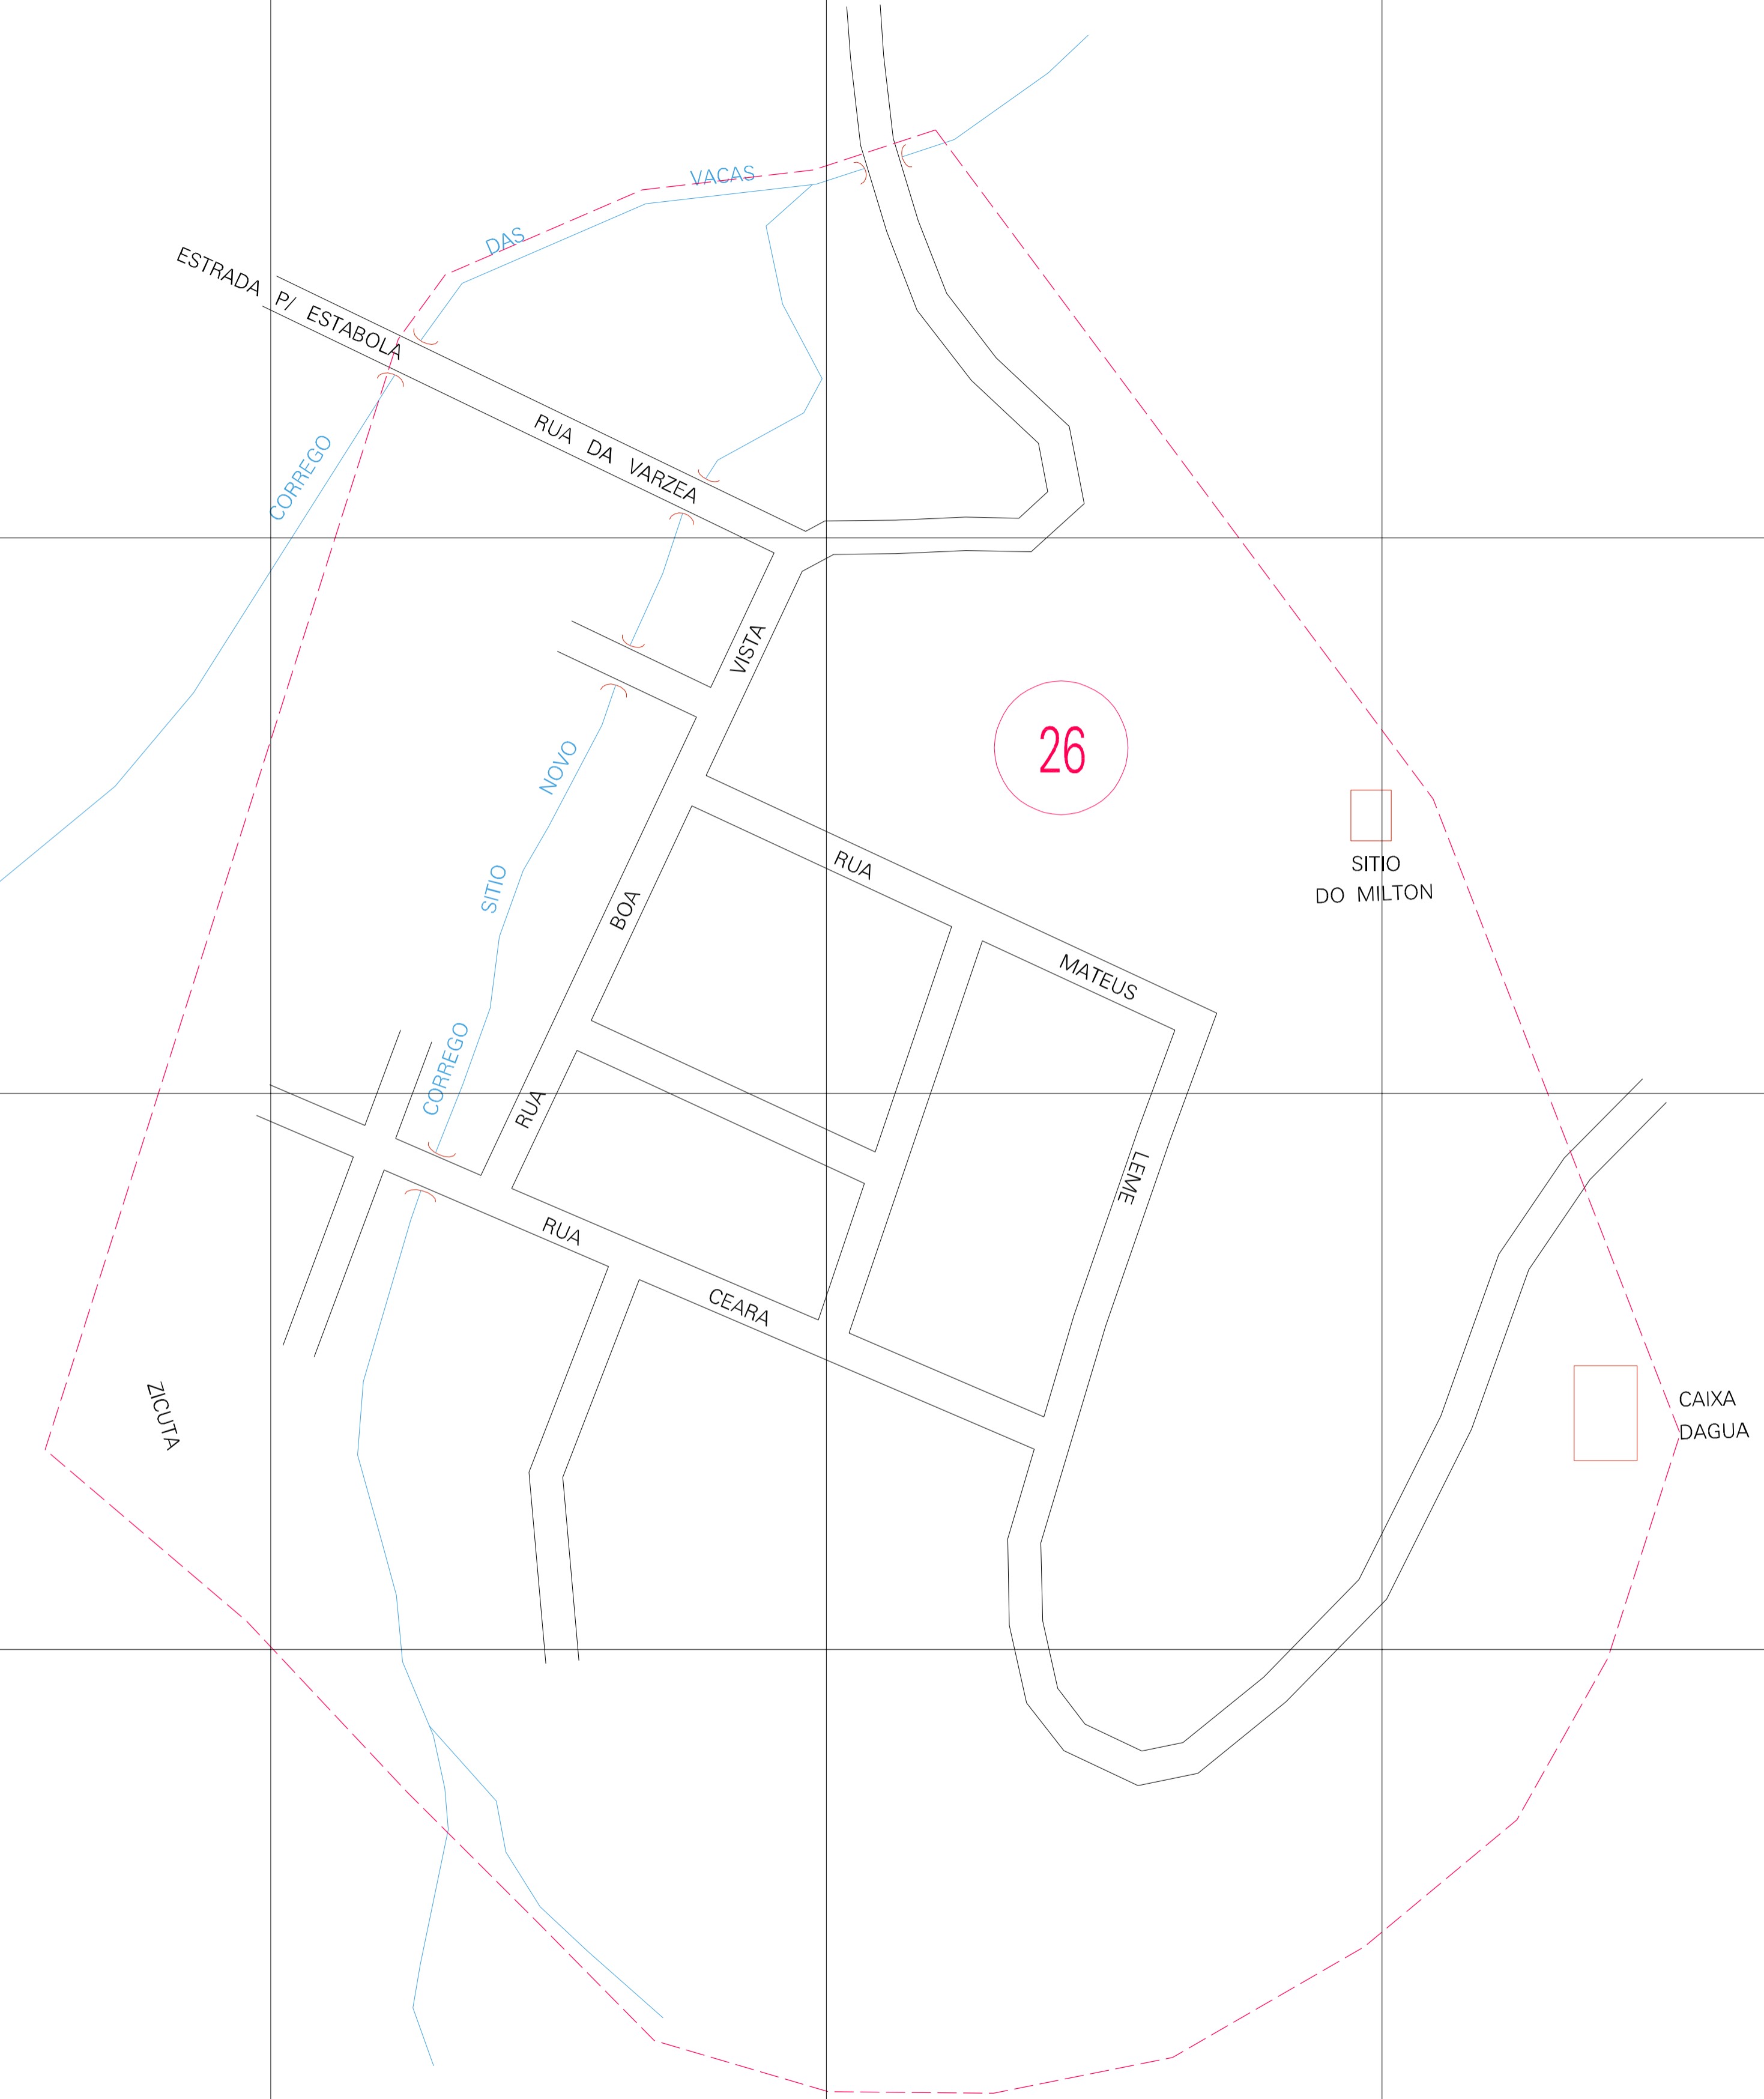 VACAS
DAS
ESTRADA P/ ESTABOLA
RUA DA VARZEA
CORREGO
VISTA
26
NOVO
SITIO
DO MILTON
RUA
SITIO
BOA
MATEUS
CORREGO
RUA
LEME
RUA
CEARA
ZICUTA
CAIXA
DAGUA